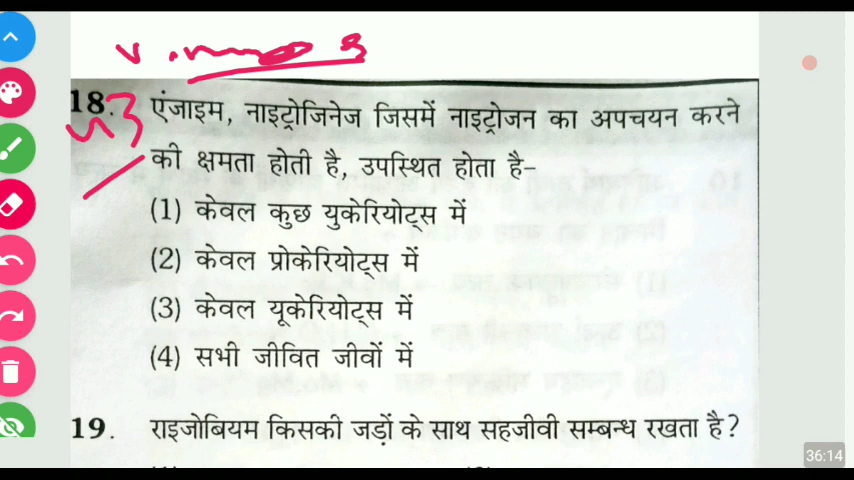 18. एंजाइम, नाइट्रोजिनेज जिसमें नाइट्रोजन का अपचयन करने
की क्षमता होती है, उपस्थित होता है-
(1) केवल कुछ युकेरियोट्स में
(2) केवल प्रोकेरियोट्स में
(3) केवल यूकेरियोट्स में
(4) सभी जीवित जीवों में
19. राइजोबियम किसकी जड़ों के साथ सहजीवी सम्बन्ध रखता है?
36:14